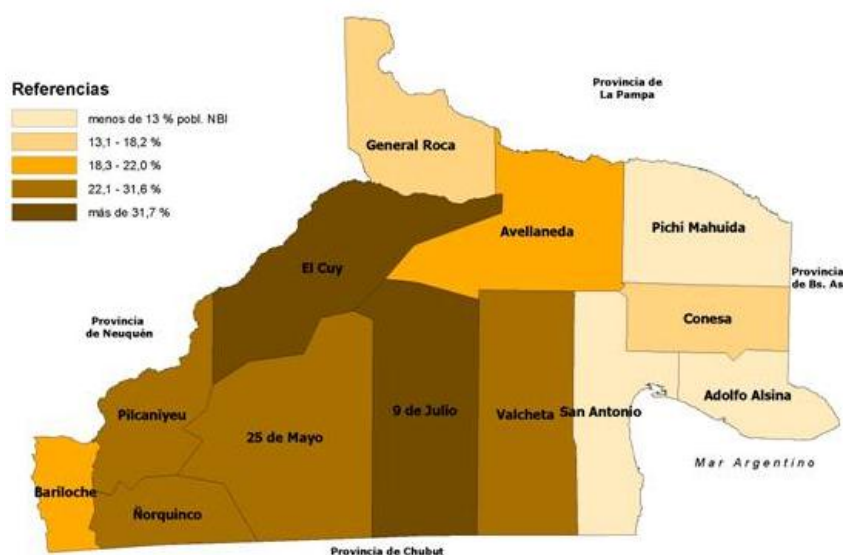 Referencias
menos de 13 % pobl. NBI
13,1 - 18,2 %
18,3 - 22,0 %
22,1 - 31,6 %
más de 31,7 %
Provincia de
La Pampa
General Roca
Avellaneda
Pichi Mahuida
El Cuy
Provincia
de Bs. As
Provincia
de Neuquén
Conesa
Pilcaniyeu
25 de Mayo
9 de Julio
Valcheta
San Antonio
Adolfo Alsina
Mar Argentino
Bariloche
Ñorquinco
Provincia de Chubut